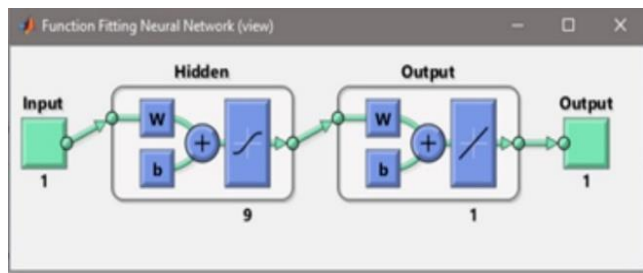 Function Fitting Neural Network (view)
Hidden
Output
Input
Output
W
b
+
W
b
+
1
9
1
1